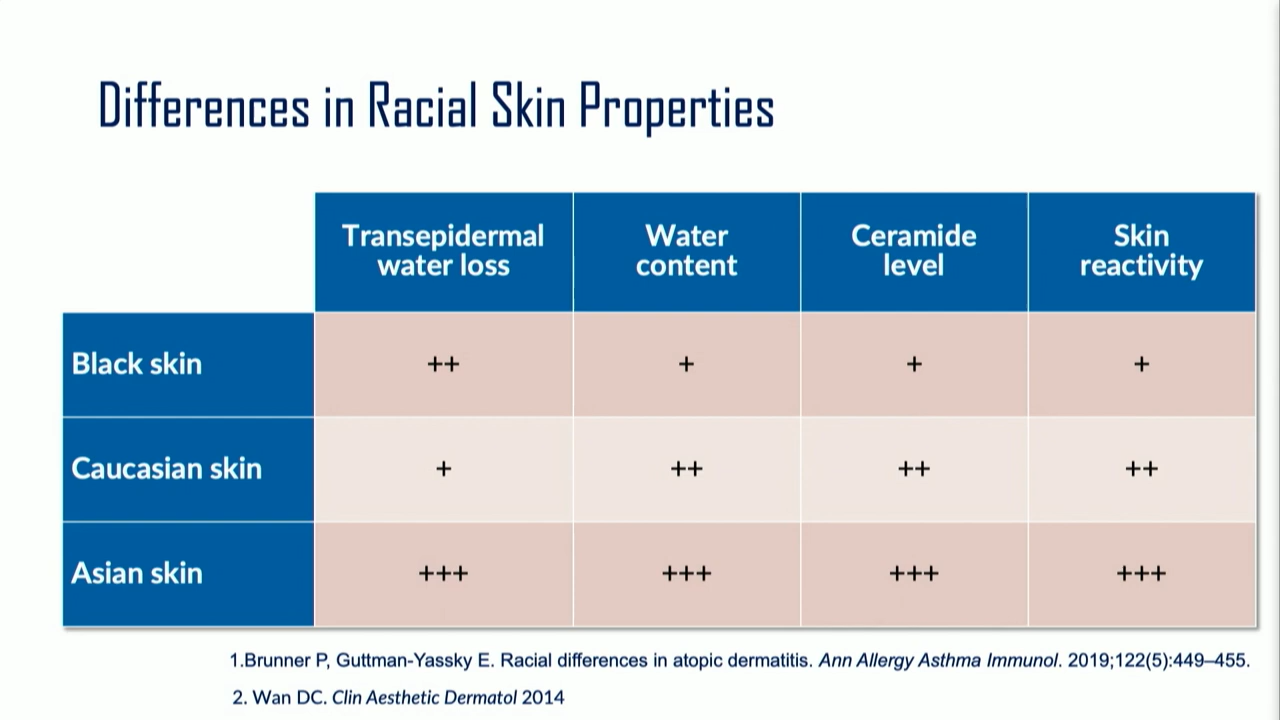 Differences in Racial Skin Properties
Transepidermal
water loss
Water
content
Ceramide
level
Skin
reactivity
Black skin
++
+
+
+
Caucasian skin
+
++
++
++
Asian skin
+++
+++
+++
+++
1.Brunner P, Guttman-Yassky E. Racial differences in atopic dermatitis. Ann Allergy Asthma Immunol. 2019;122(5):449–455.
2. Wan DC. Clin Aesthetic Dermatol 2014